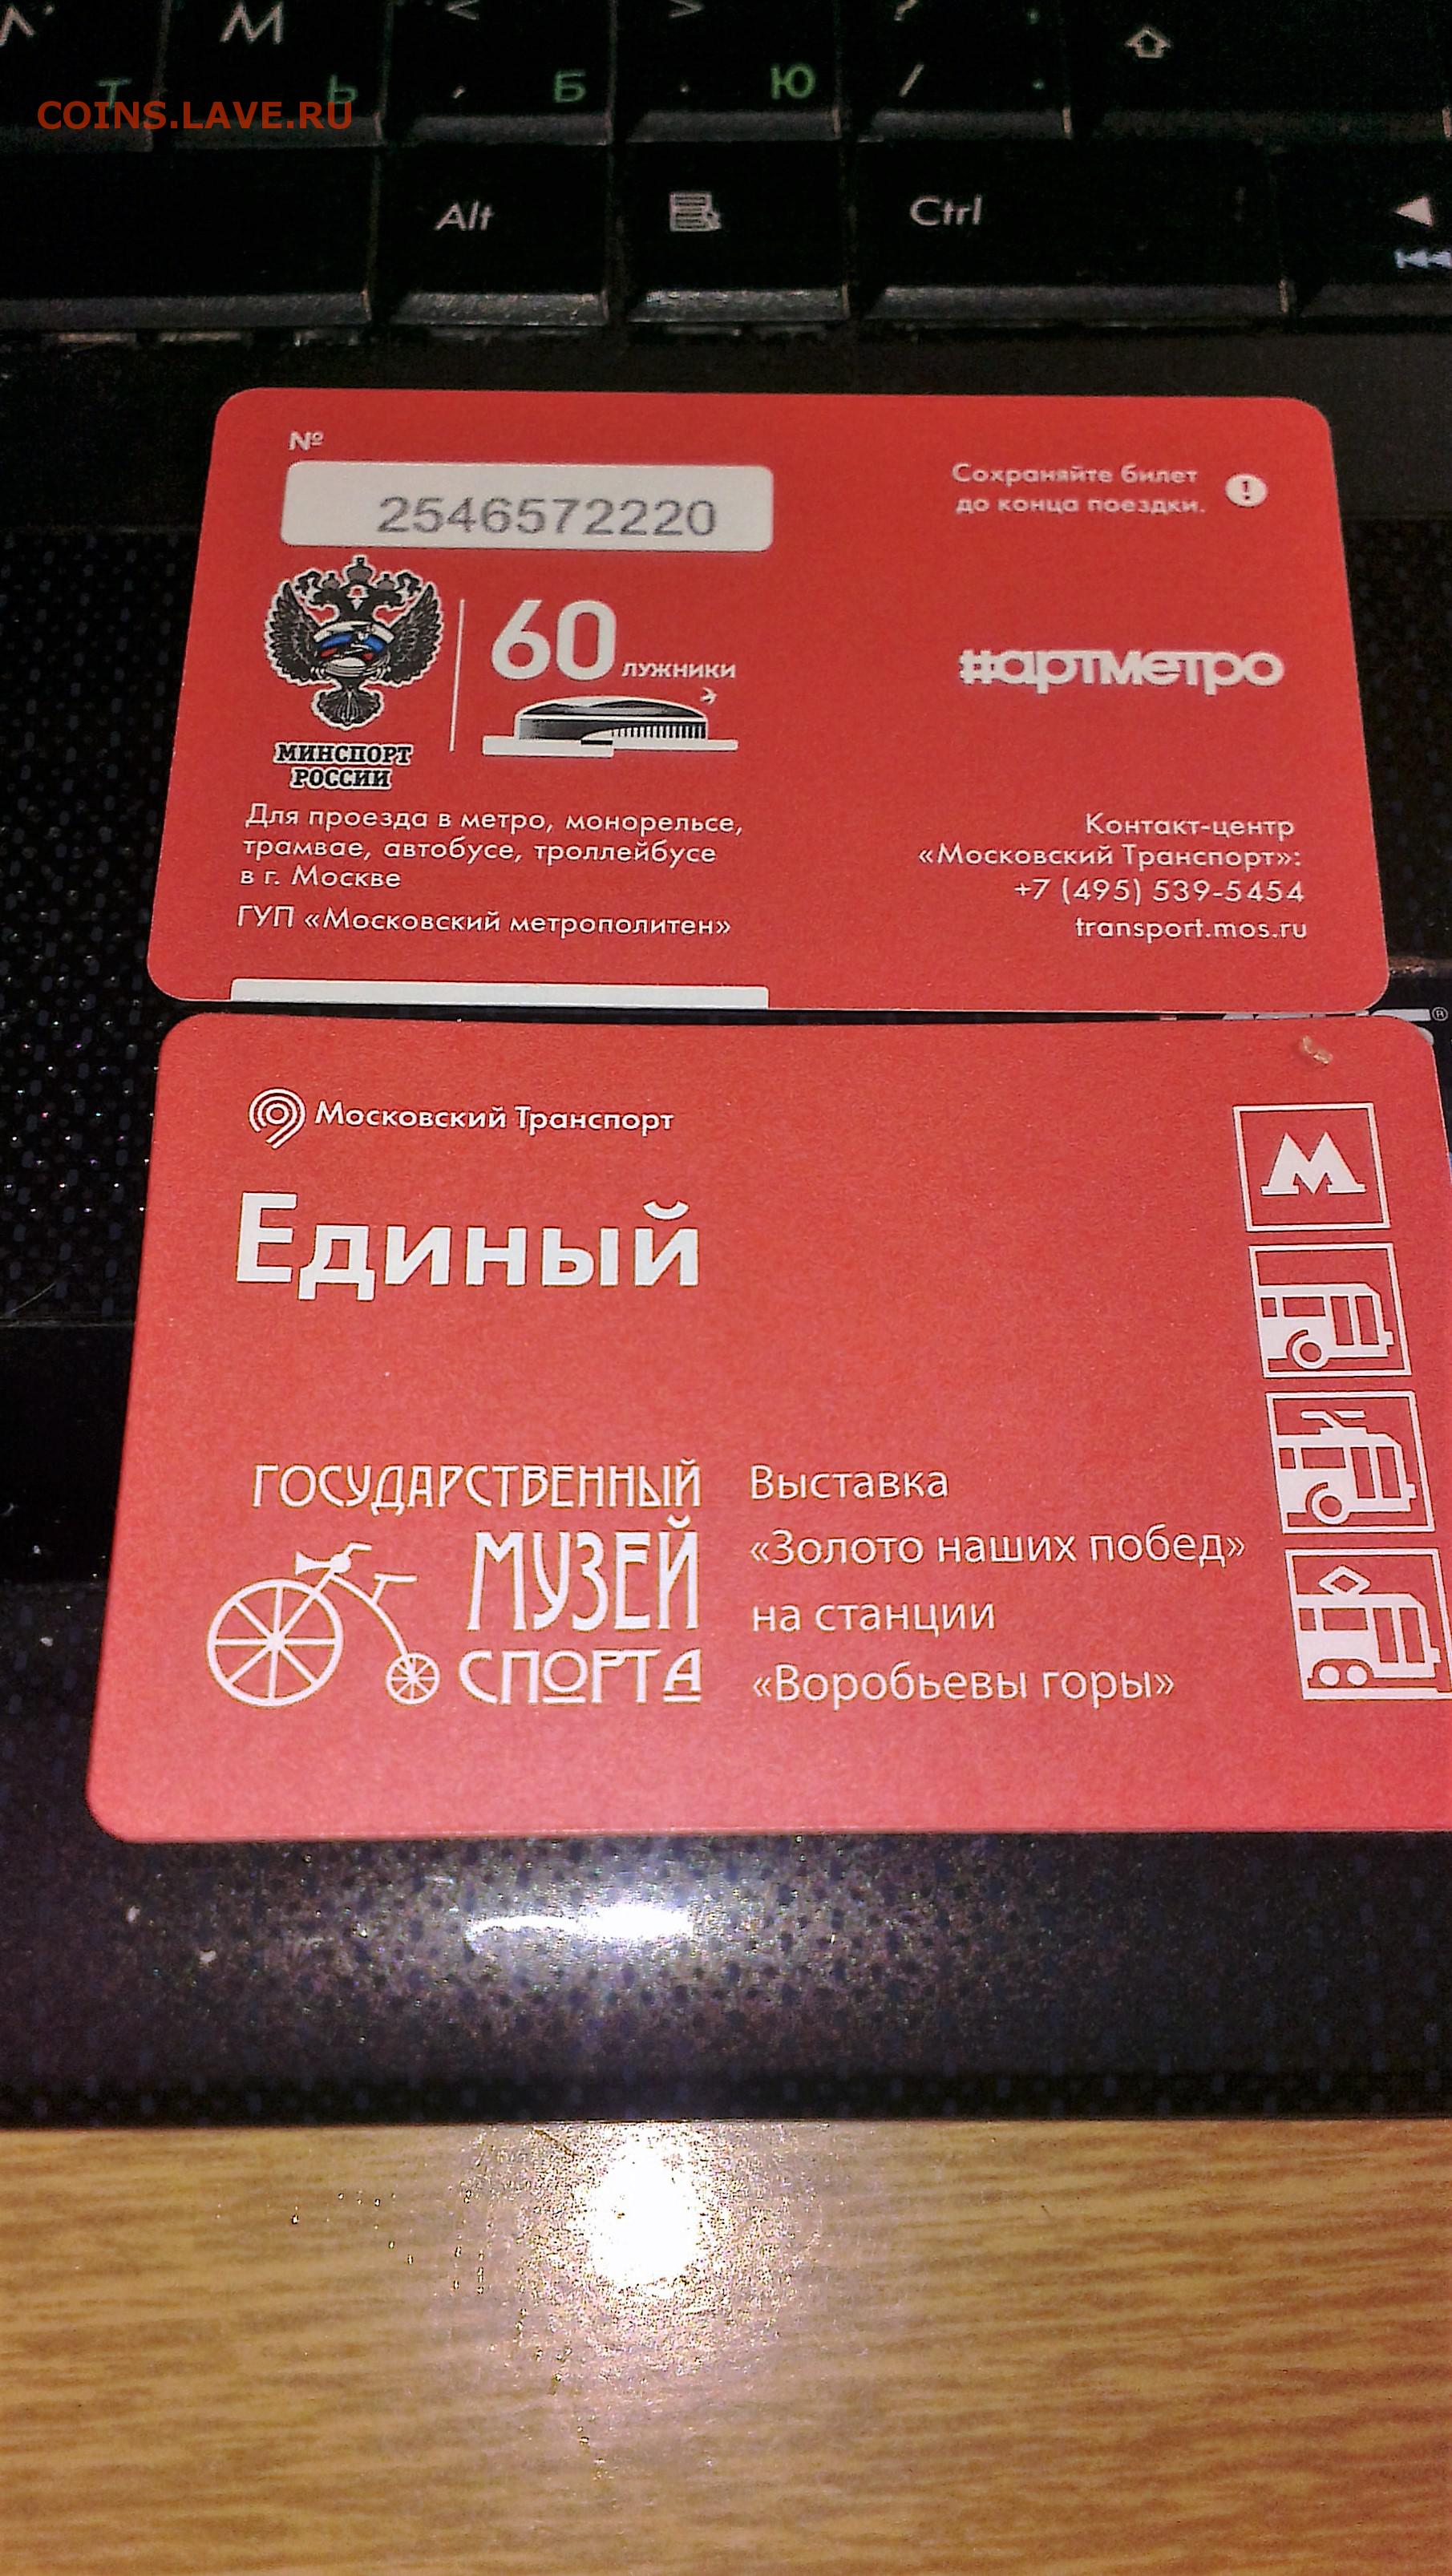 М < > ?
Т Ь , Б . Ю / .
COINS.LAVE.RU
Alt Ctrl
№
2546572220
Сохраняйте билет
до конца поездки.
!
60
ЛУЖНИКИ
#артметро
МИНСПОРТ
РОССИИ
Для проезда в метро, монорельсе,
трамвае, автобусе, троллейбусе
в г. Москве
ГУП «Московский метрополитен»
Контакт-центр
«Московский Транспорт»:
+7 (495) 539-5454
transport.mos.ru
Московский Транспорт
М
Единый
ГОСУДАРСТВЕННЫЙ
МУЗЕЙ
СПОРТА
Выставка
«Золото наших побед»
на станции
«Воробьевы горы»